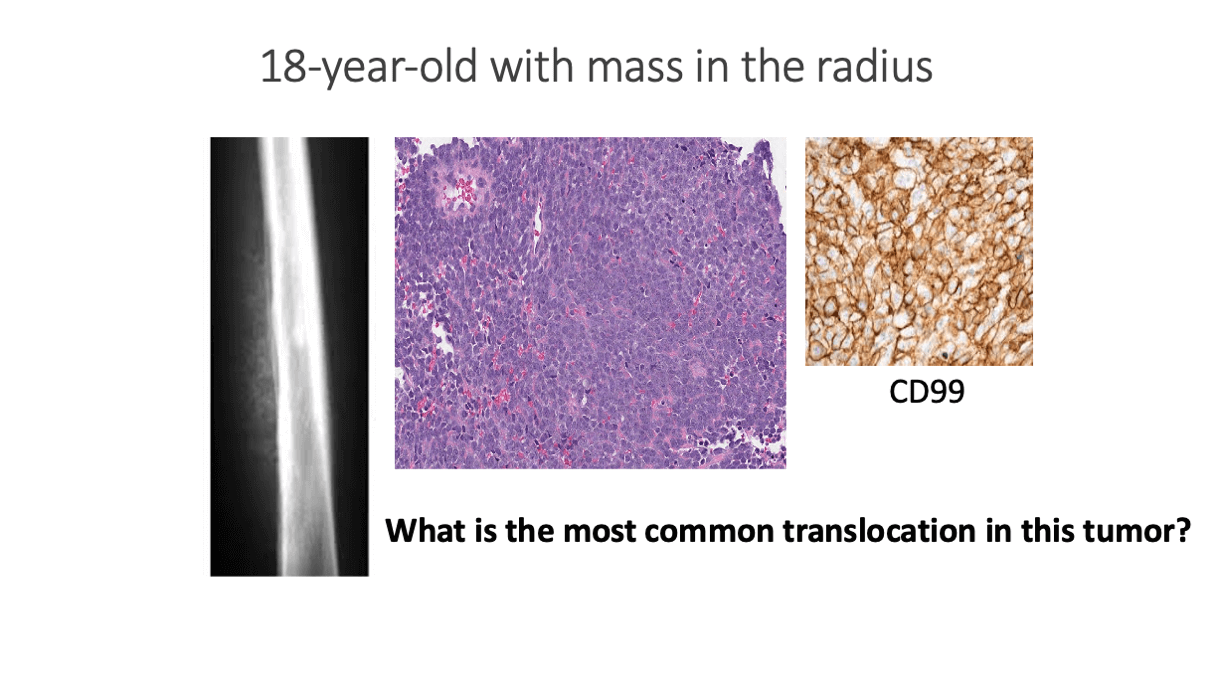 18-year-old with mass in the radius
CD99
What is the most common translocation in this tumor?